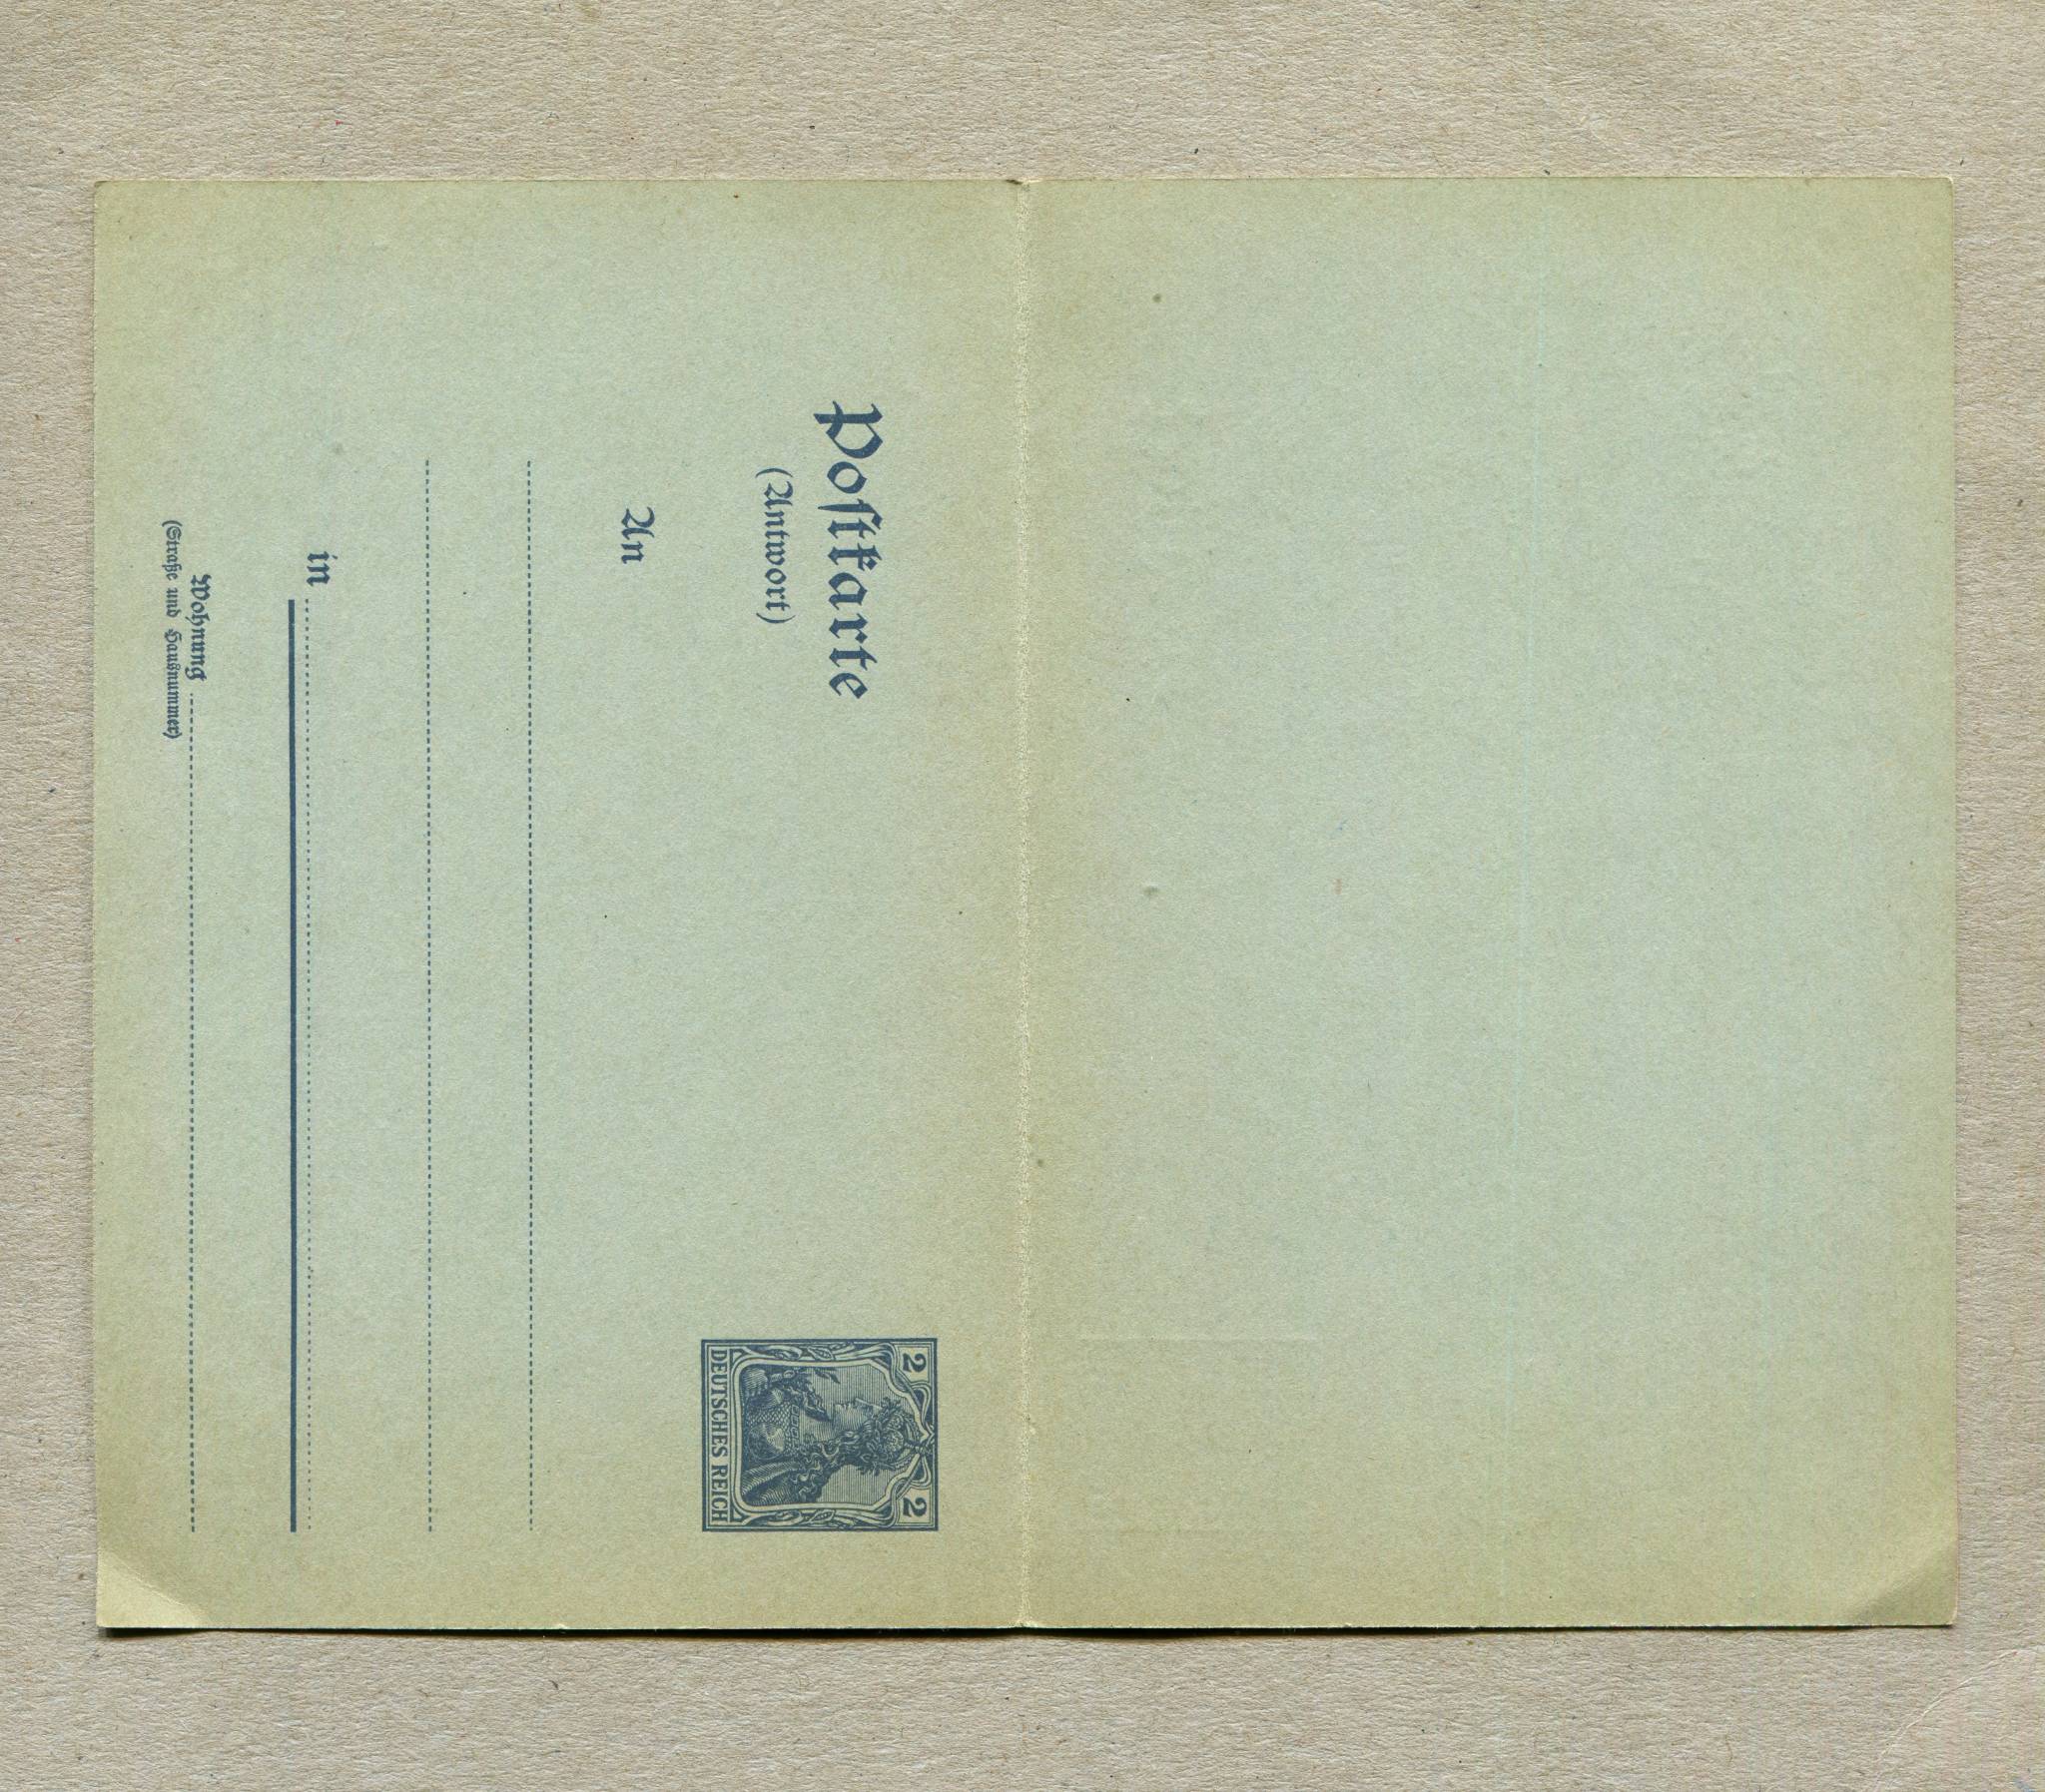 Poſtkarte
(Antwort)
2 2
DEUTSCHES REICH
An
in
Wohnung
(Straße und Hausnummer)